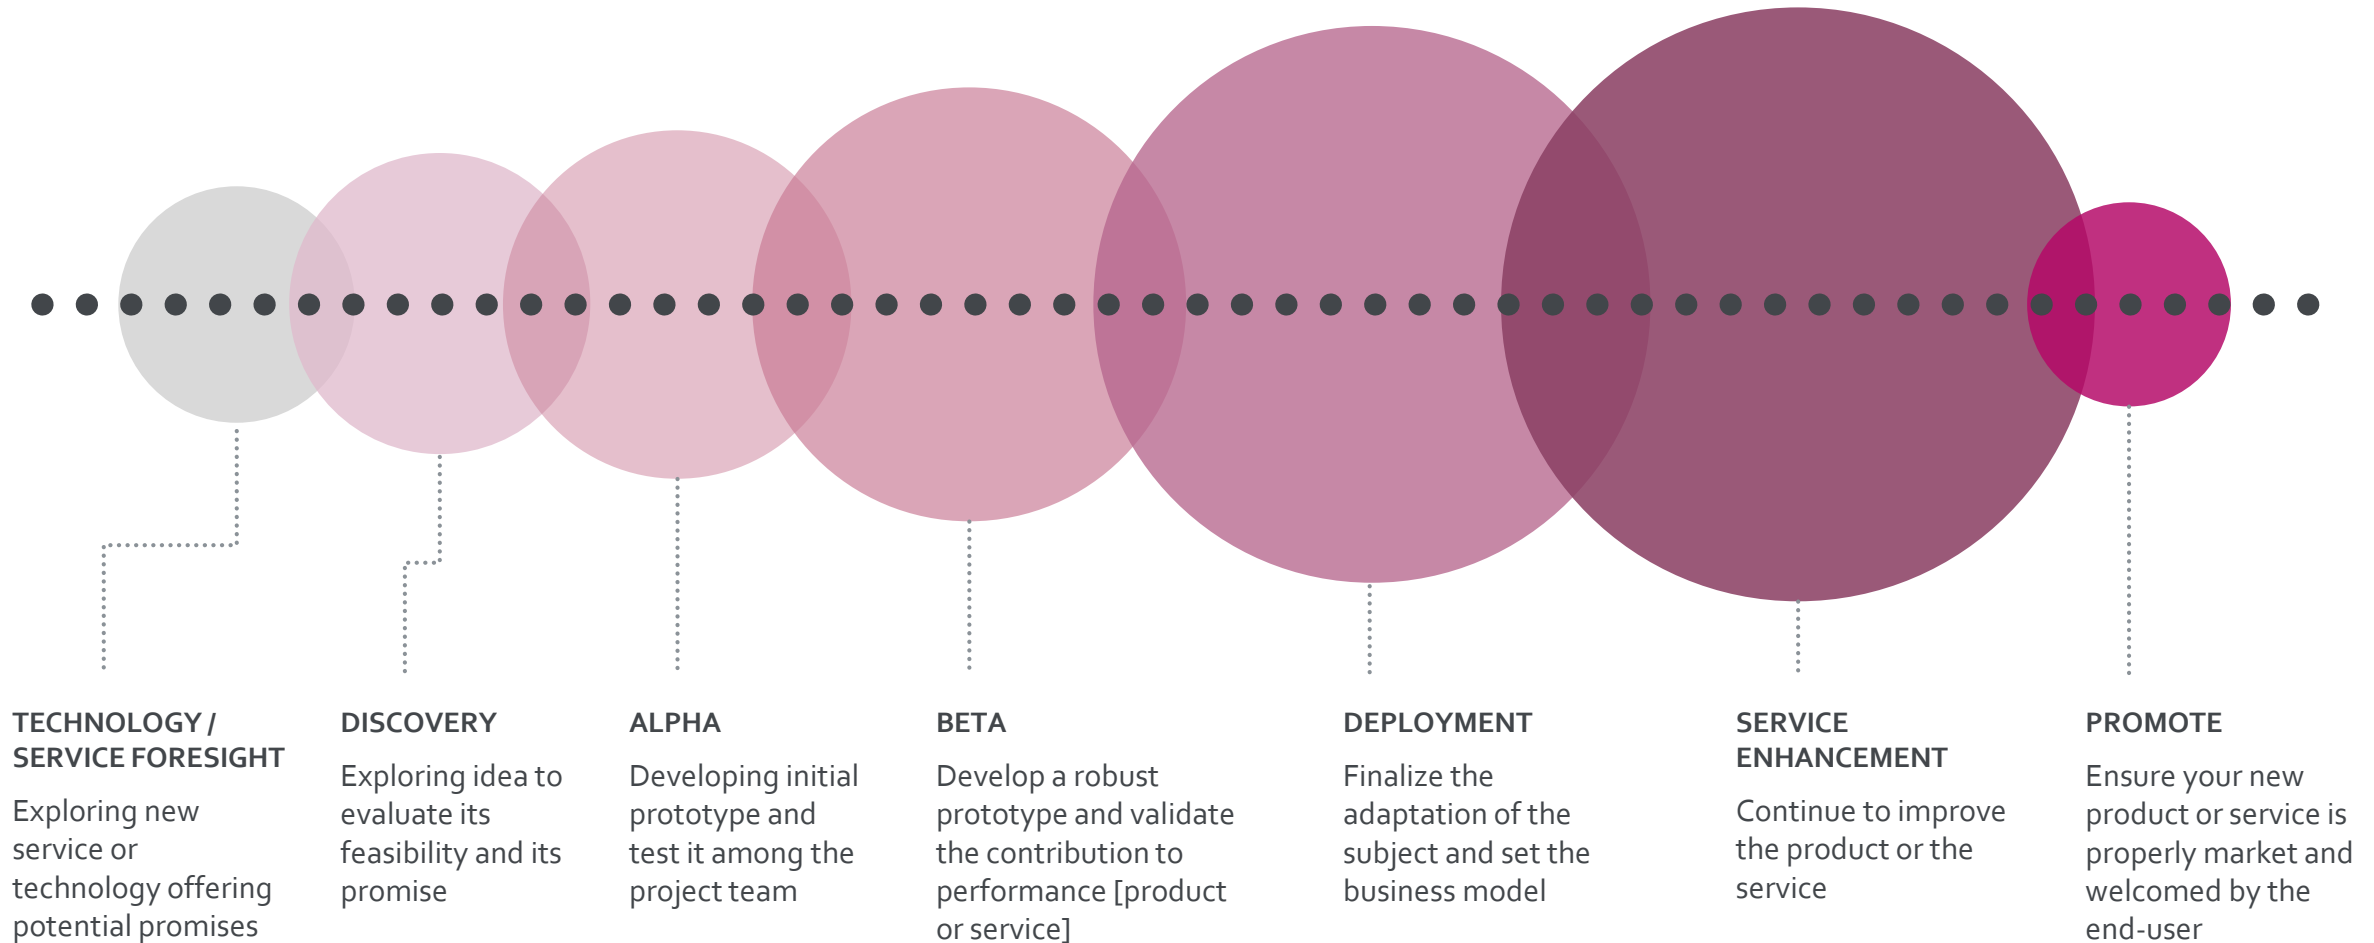 TECHNOLOGY /
SERVICE FORESIGHT
Exploring new
service or
technology offering
potential promises
DISCOVERY
Exploring idea to
evaluate its
feasibility and its
promise
ALPHA
Developing initial
prototype and
test it among the
project team
BETA
Develop a robust
prototype and validate
the contribution to
performance [product
or service]
DEPLOYMENT
Finalize the
adaptation of the
subject and set the
business model
SERVICE
ENHANCEMENT
Continue to improve
the product or the
service
PROMOTE
Ensure your new
product or service is
properly market and
welcomed by the
end-user